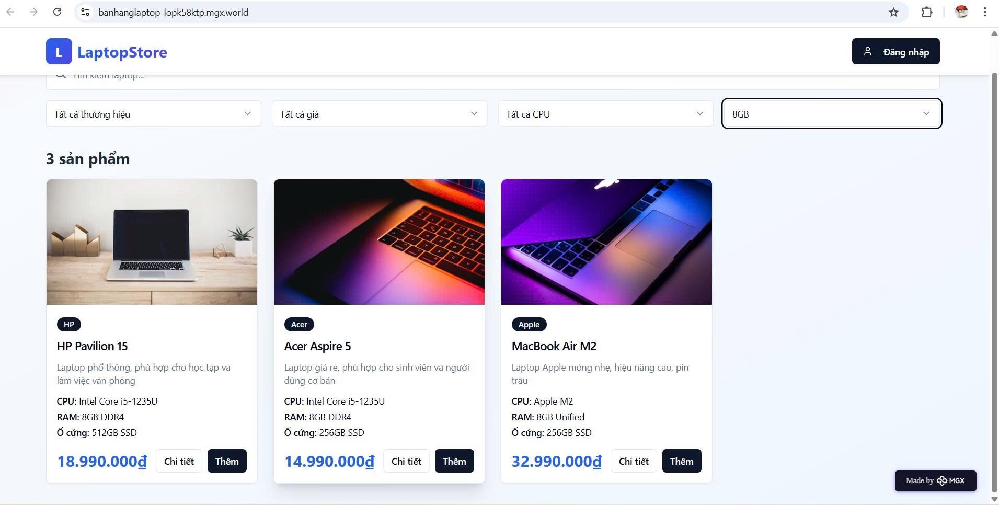 banhanglaptop-lopk58ktp.mgx.world
L LaptopStore
Đăng nhập
Tìm kiếm laptop...
Tất cả thương hiệu
Tất cả giá
Tất cả CPU
8GB
3 sản phẩm
HP
HP Pavilion 15
Laptop phổ thông, phù hợp cho học tập và
làm việc văn phòng
CPU: Intel Core i5-1235U
RAM: 8GB DDR4
Ổ cứng: 512GB SSD
18.990.000₫ Chi tiết Thêm
Acer
Acer Aspire 5
Laptop giá rẻ, phù hợp cho sinh viên và người
dùng cơ bản
CPU: Intel Core i5-1235U
RAM: 8GB DDR4
Ổ cứng: 256GB SSD
14.990.000₫ Chi tiết Thêm
Apple
MacBook Air M2
Laptop Apple mỏng nhẹ, hiệu năng cao, pin
trâu
CPU: Apple M2
RAM: 8GB Unified
Ổ cứng: 256GB SSD
32.990.000₫ Chi tiết Thêm
Made by MGX